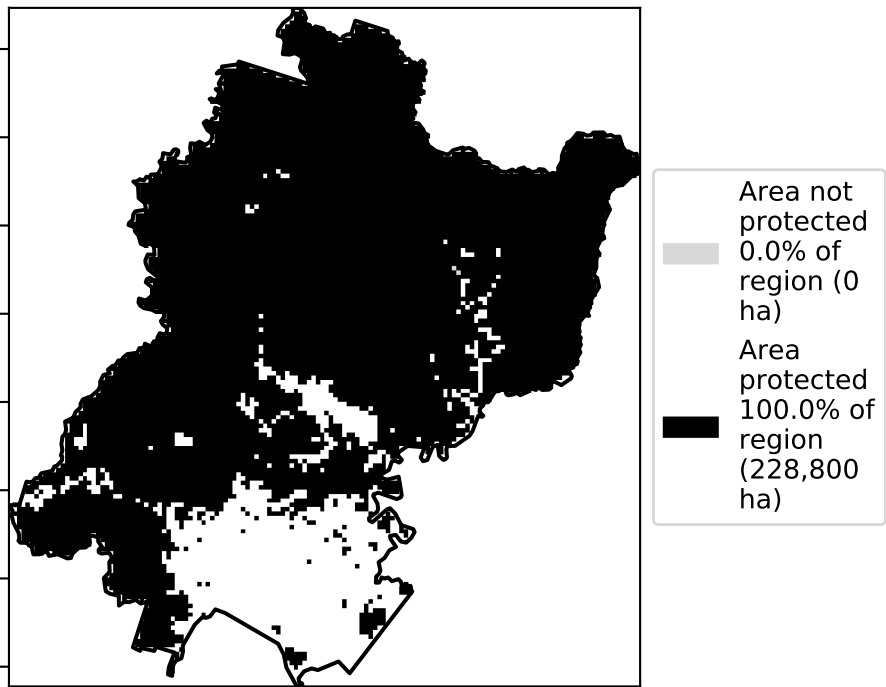 Area not
protected
0.0% of
region (0
ha)
Area
protected
100.0% of
region
(228,800
ha)